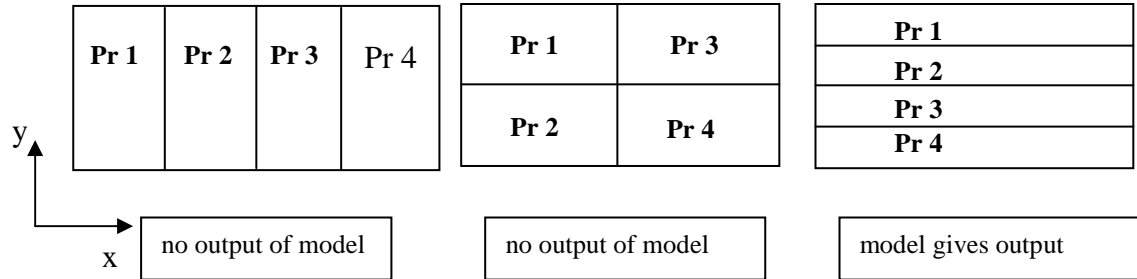 Pr 1 Pr 2 Pr 3 Pr 4
Pr 1 Pr 3
Pr 2 Pr 4
Pr 1
Pr 2
Pr 3
Pr 4
y
x
no output of model
no output of model
model gives output